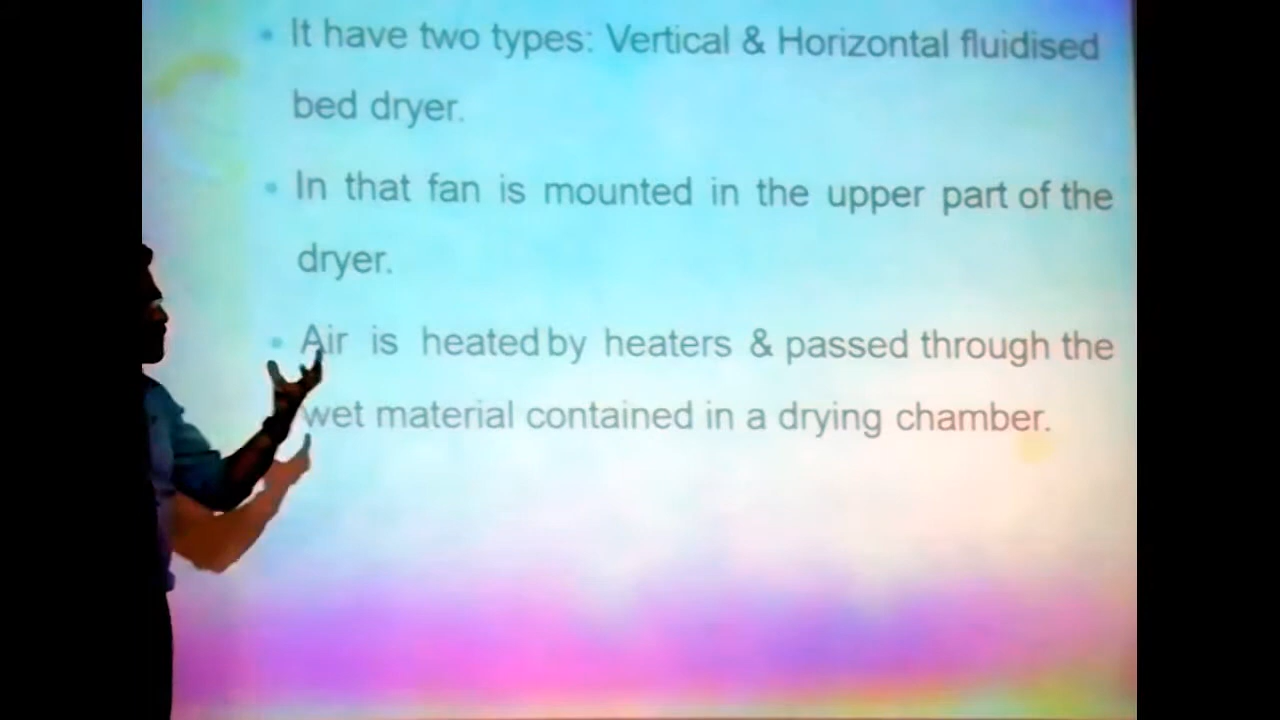 • It have two types: Vertical & Horizontal fluidised
bed dryer.
• In that fan is mounted in the upper part of the
dryer.
• Air is heated by heaters & passed through the
wet material contained in a drying chamber.